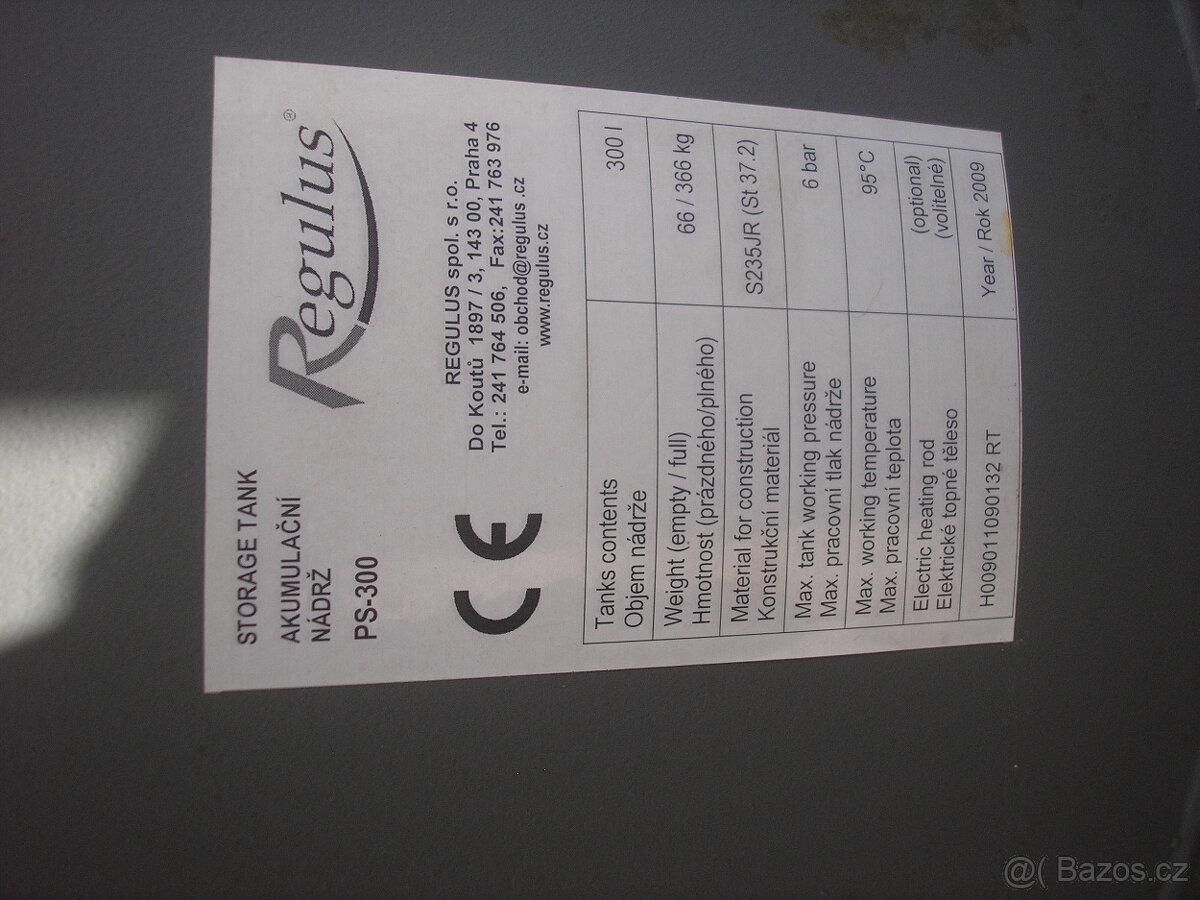 STORAGE TANK
AKUMULAČNÍ
NÁDRŽ
PS-300
Regulus®
REGULUS spol. s r.o.
Do Koutů 1897 / 3, 143 00, Praha 4
Tel.: 241 764 506, Fax:241 763 976
e-mail: obchod@regulus .cz
www.regulus.cz
CE
Tanks contents 300 l
Objem nádrže
Weight (empty / full) 66 / 366 kg
Hmotnost (prázdného/plného)
Material for construction S235JR (St 37.2)
Konstrukční materiál
Max. tank working pressure 6 bar
Max. pracovní tlak nádrže
Max. working temperature 95°C
Max. pracovní teplota
Electric heating rod (optional)
Elektrické topné těleso (volitelné)
H009011090132 RT Year / Rok 2009
@( Bazos.cz